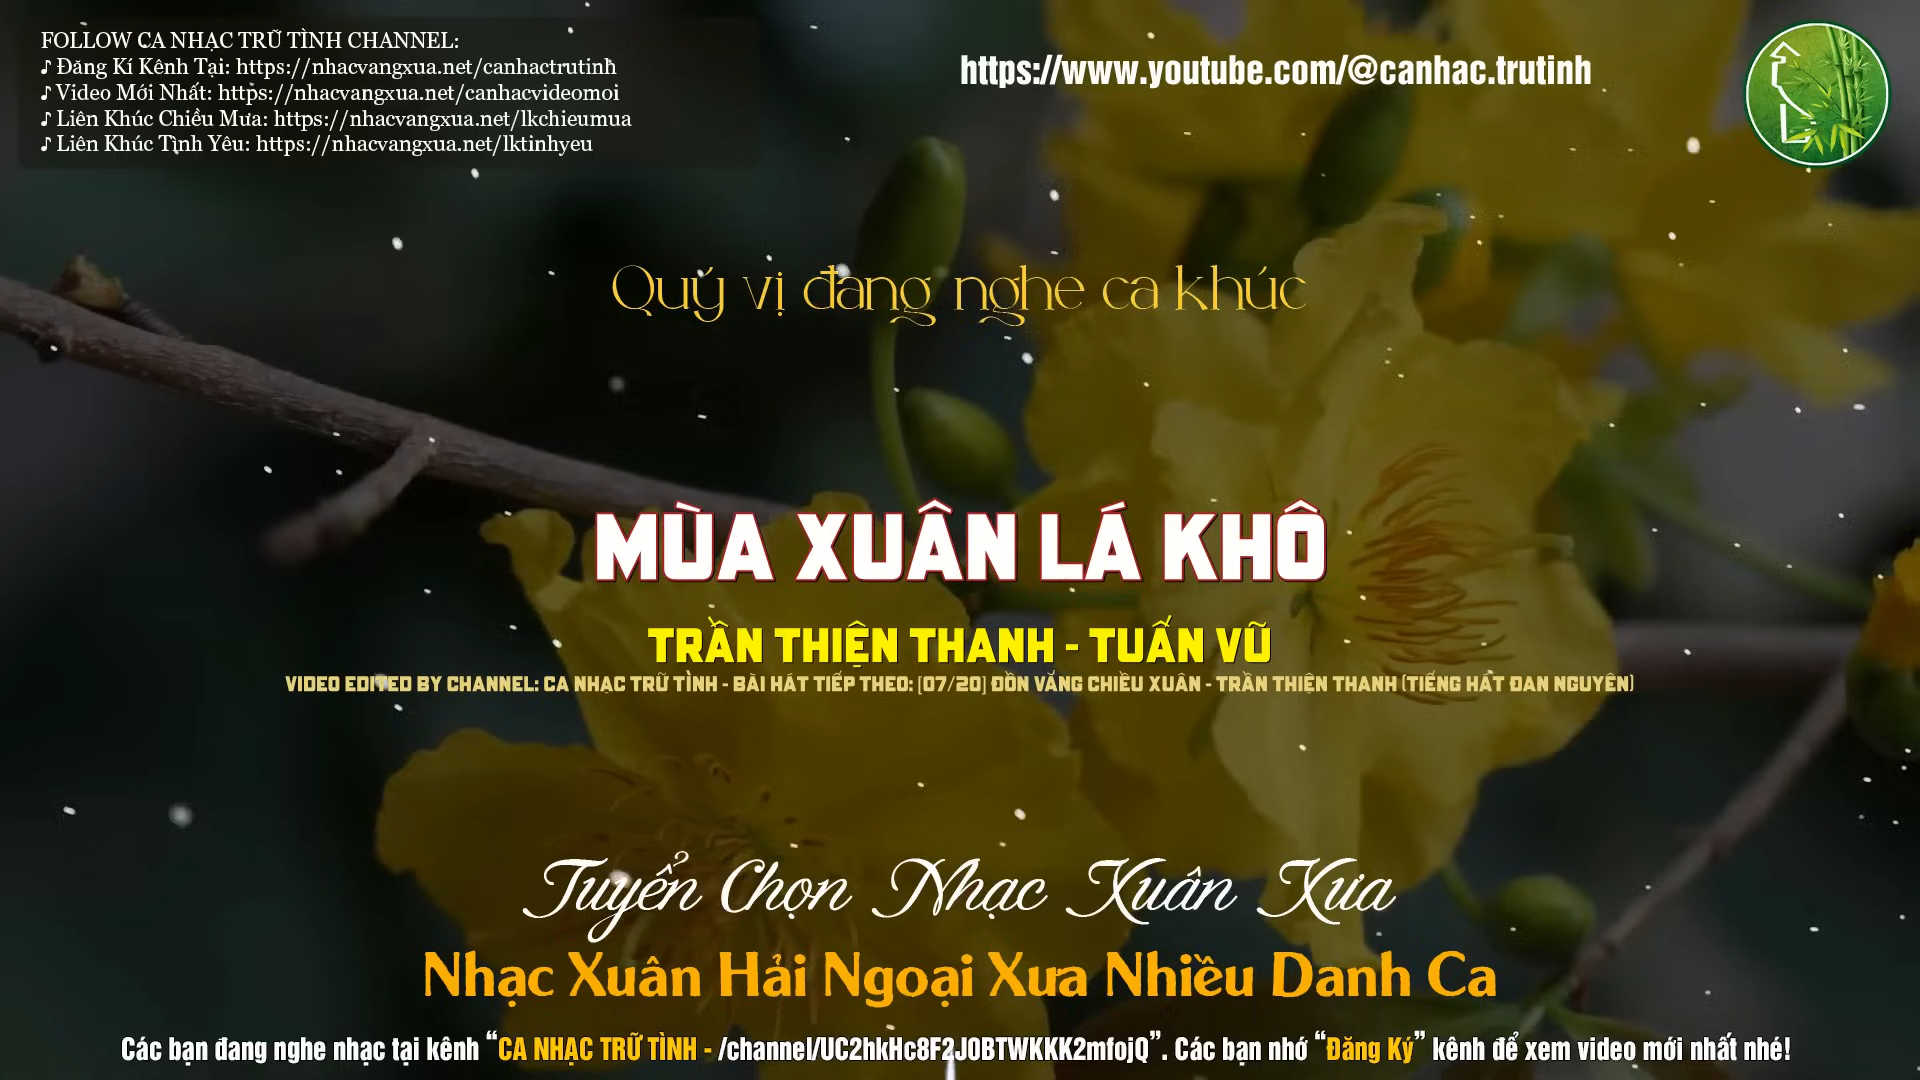 FOLLOW CA NHẠC TRỮ TÌNH CHANNEL:
♪ Đăng Kí Kênh Tại: https://nhacvangxua.net/canhactrutinh
♪ Video Mới Nhất: https://nhacvangxua.net/canhacvideomoi
♪ Liên Khúc Chiều Mưa: https://nhacvangxua.net/lkchieumua
♪ Liên Khúc Tình Yêu: https://nhacvangxua.net/lktinhyeu
https://www.youtube.com/@canhac.trutinh
Quý vị đang nghe ca khúc
MÙA XUÂN LÁ KHÔ
TRẦN THIỆN THANH - TUẤN VŨ
VIDEO EDITED BY CHANNEL: CA NHẠC TRỮ TÌNH - BÀI HÁT TIẾP THEO: [07/20] ĐỒN VẮNG CHIỀU XUÂN - TRẦN THIỆN THANH (TIẾNG HÁT ĐAN NGUYÊN)
Tuyển Chọn Nhạc Xuân Xưa
Nhạc Xuân Hải Ngoại Xưa Nhiều Danh Ca
Các bạn đang nghe nhạc tại kênh “CA NHẠC TRỮ TÌNH - /channel/UC2hkHc8F2J0BTWKKK2mfojQ”. Các bạn nhớ “Đăng Ký” kênh để xem video mới nhất nhé!